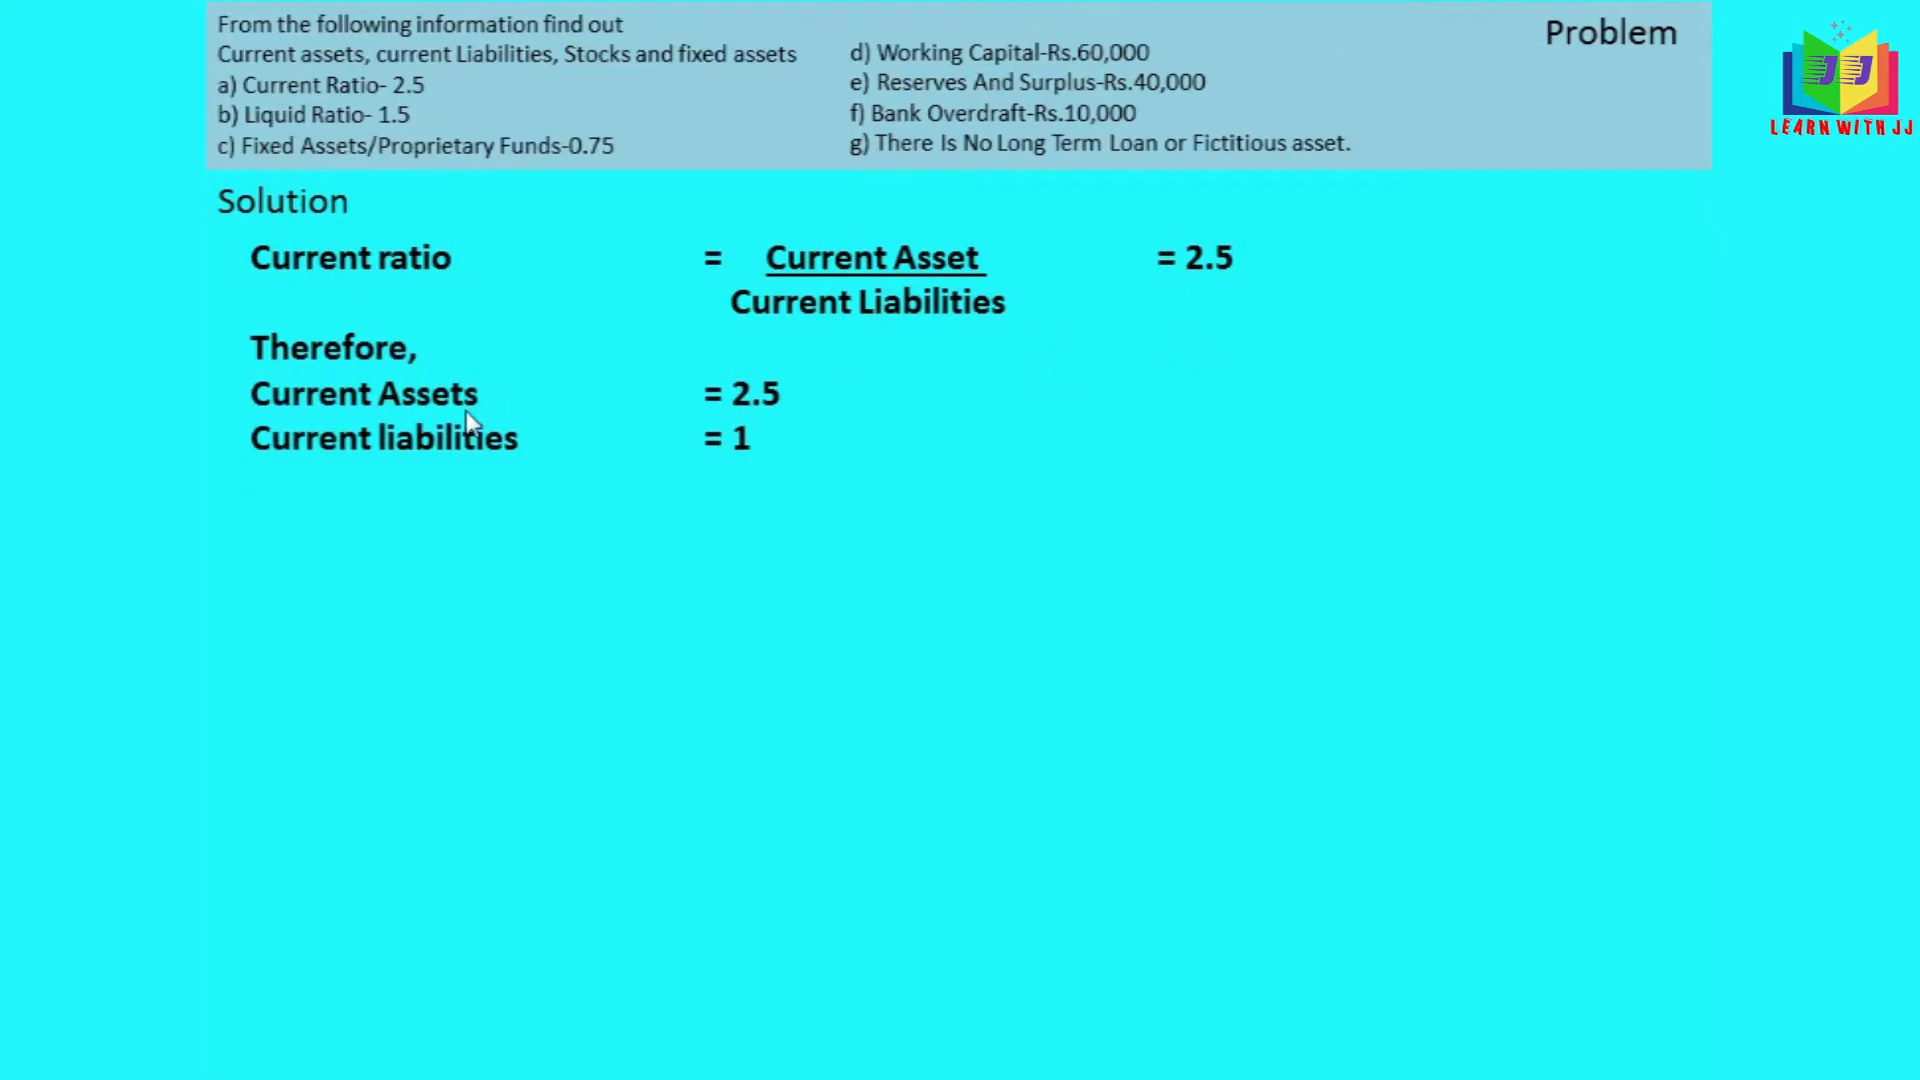 From the following information find out
Current assets, current Liabilities, Stocks and fixed assets
a) Current Ratio- 2.5
b) Liquid Ratio- 1.5
c) Fixed Assets/Proprietary Funds-0.75
d) Working Capital-Rs.60,000
e) Reserves And Surplus-Rs.40,000
f) Bank Overdraft-Rs.10,000
g) There Is No Long Term Loan or Fictitious asset.
Problem
JJ
LEARN WITH JJ
Solution
Current ratio = Current Asset = 2.5
Current Liabilities
Therefore,
Current Assets = 2.5
Current liabilities = 1